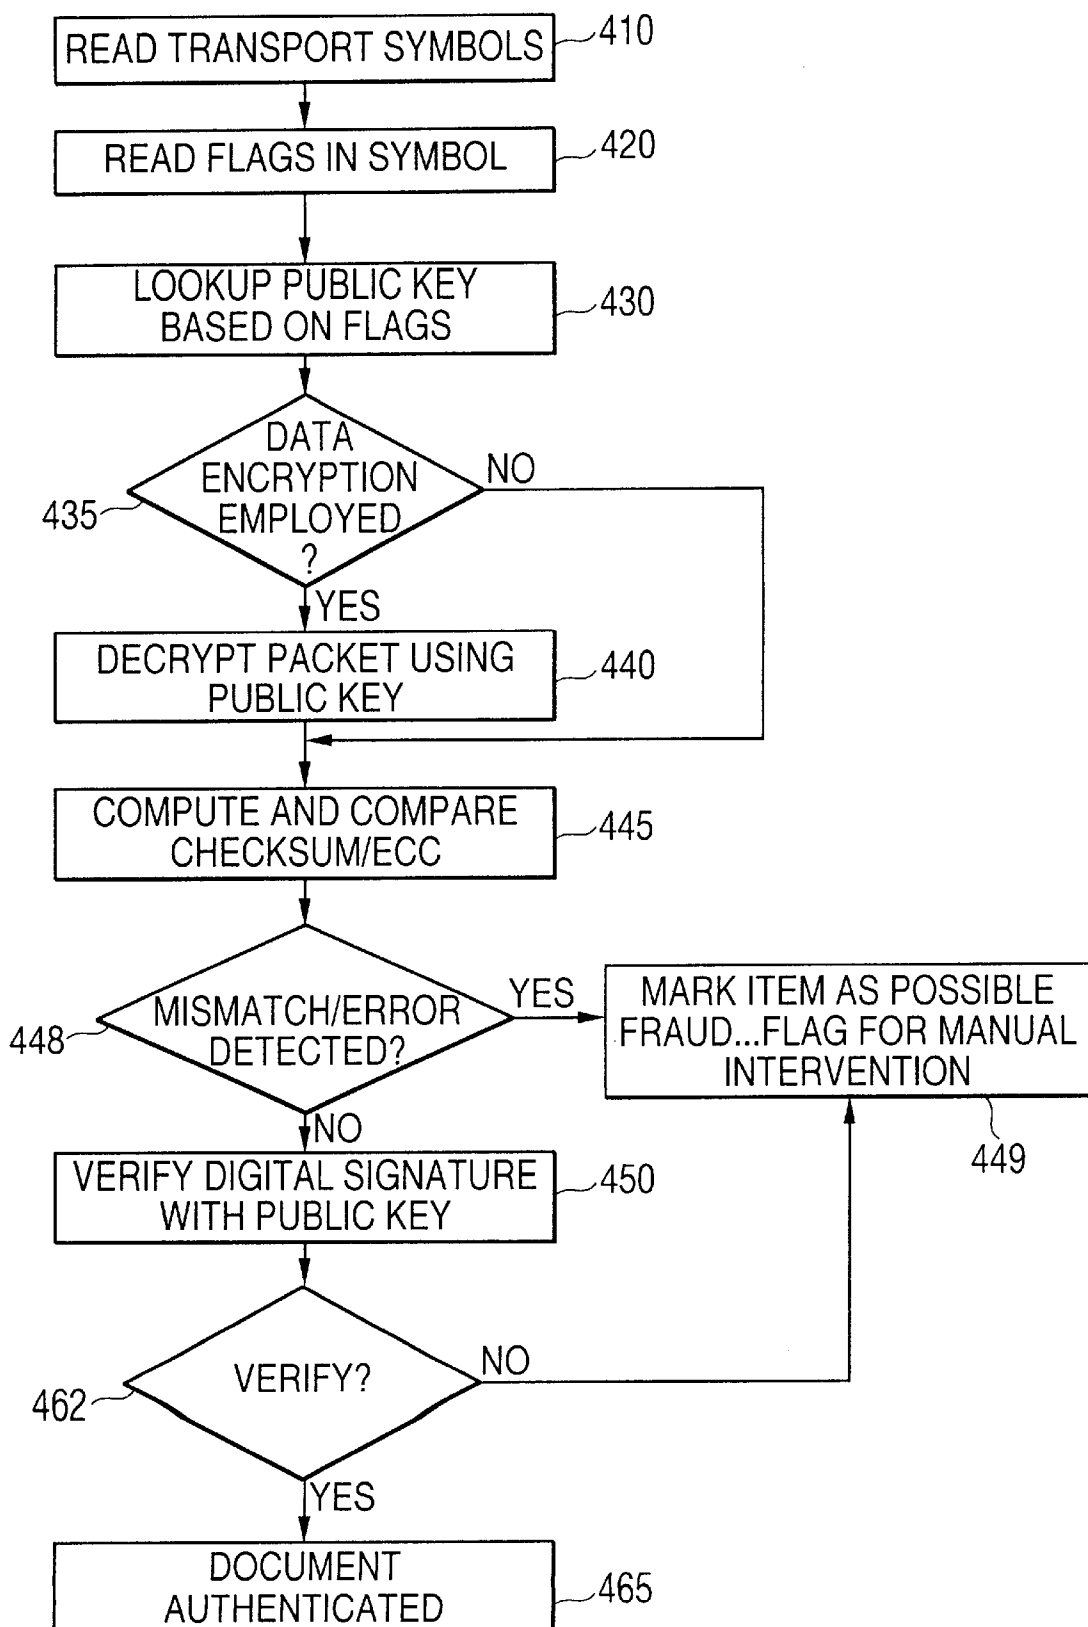 READ TRANSPORT SYMBOLS
410
READ FLAGS IN SYMBOL
420
LOOKUP PUBLIC KEY
BASED ON FLAGS
430
DATA
ENCRYPTION
EMPLOYED
?
435
NO
YES
DECRYPT PACKET USING
PUBLIC KEY
440
COMPUTE AND COMPARE
CHECKSUM/ECC
445
MISMATCH/ERROR
DETECTED?
448
YES
MARK ITEM AS POSSIBLE
FRAUD...FLAG FOR MANUAL
INTERVENTION
449
NO
VERIFY DIGITAL SIGNATURE
WITH PUBLIC KEY
450
VERIFY?
462
NO
YES
DOCUMENT
AUTHENTICATED
465